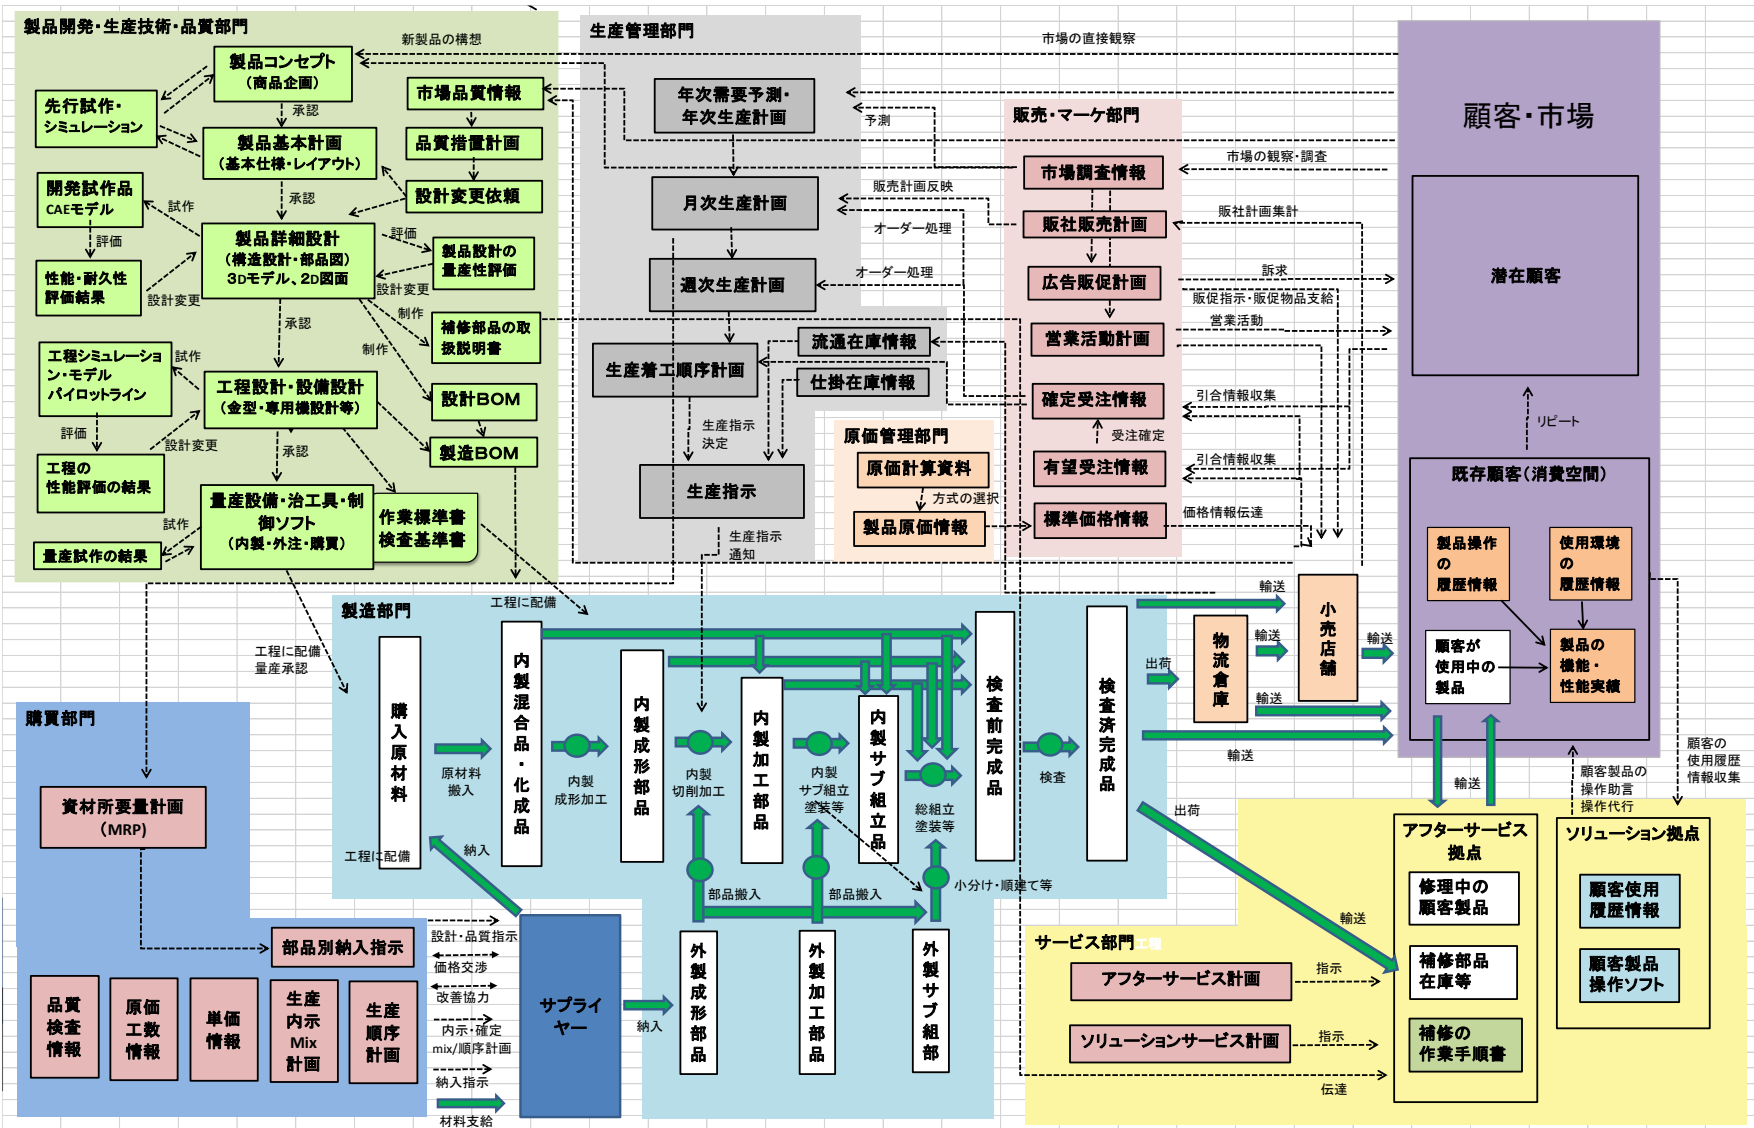 製品開発・生産技術・品質部門
製品コンセプト
(商品企画)
先行試作・
シミュレーション
承認
製品基本計画
(基本仕様・レイアウト)
市場品質情報
品質措置計画
設計変更依頼
新製品の構想
開発試作品
CAEモデル
試作
承認
評価
製品詳細設計
(構造設計・部品図)
3Dモデル、2D図面
評価
製品設計の
量産性評価
設計変更
性能・耐久性
評価結果
設計変更
承認
制作
補修部品の取
扱説明書
制作
工程シミュレーショ
ン・モデル
パイロットライン
試作
工程設計・設備設計
(金型・専用機設計等)
設計BOM
評価
設計変更
承認
製造BOM
工程の
性能評価の結果
量産設備・治工具・制
御ソフト
(内製・外注・購買)
作業標準書
検査基準書
試作
量産試作の結果
生産管理部門
年次需要予測・
年次生産計画
予測
月次生産計画
販売計画反映
オーダー処理
週次生産計画
オーダー処理
流通在庫情報
生産着工順序計画
仕掛在庫情報
生産指示
決定
生産指示
生産指示
通知
原価管理部門
原価計算資料
方式の選択
製品原価情報
販売・マーケ部門
市場調査情報
販社販売計画
広告販促計画
営業活動計画
確定受注情報
受注確定
有望受注情報
標準価格情報
市場の直接観察
市場の観察・調査
販社計画集計
訴求
販促指示・販促物品支給
営業活動
引合情報収集
引合情報収集
価格情報伝達
顧客・市場
潜在顧客
リピート
既存顧客(消費空間)
製品操作
の
履歴情報
使用環境
の
履歴情報
顧客が
使用中の
製品
製品の
機能・
性能実績
製造部門
工程に配備
工程に配備
量産承認
購入原材料
原材料
搬入
内製混合品・化成品
内製
成形加工
内製成形部品
内製
切削加工
内製加工部品
内製
サブ組立
塗装等
内製サブ組立品
総組立
塗装等
検査前完成品
検査
検査済完成品
工程に配備
納入
部品搬入
部品搬入
小分け・順建て等
外製成形部品
外製加工部品
外製サブ組部
出荷
物流倉庫
輸送
輸送
小売店舗
輸送
輸送
輸送
出荷
輸送
輸送
顧客製品の
操作助言
操作代行
顧客の
使用履歴
情報収集
購買部門
資材所要量計画
(MRP)
部品別納入指示
品質
検査
情報
原価
工数
情報
単価
情報
生産
内示
Mix
計画
生産
順序
計画
設計・品質指示
価格交渉
改善協力
内示・確定
mix/順序計画
納入指示
材料支給
サプライ
ヤー
納入
サービス部門工程
アフターサービス計画
指示
ソリューションサービス計画
指示
伝達
アフターサービス
拠点
修理中の
顧客製品
補修部品
在庫等
補修の
作業手順書
ソリューション拠点
顧客使用
履歴情報
顧客製品
操作ソフト